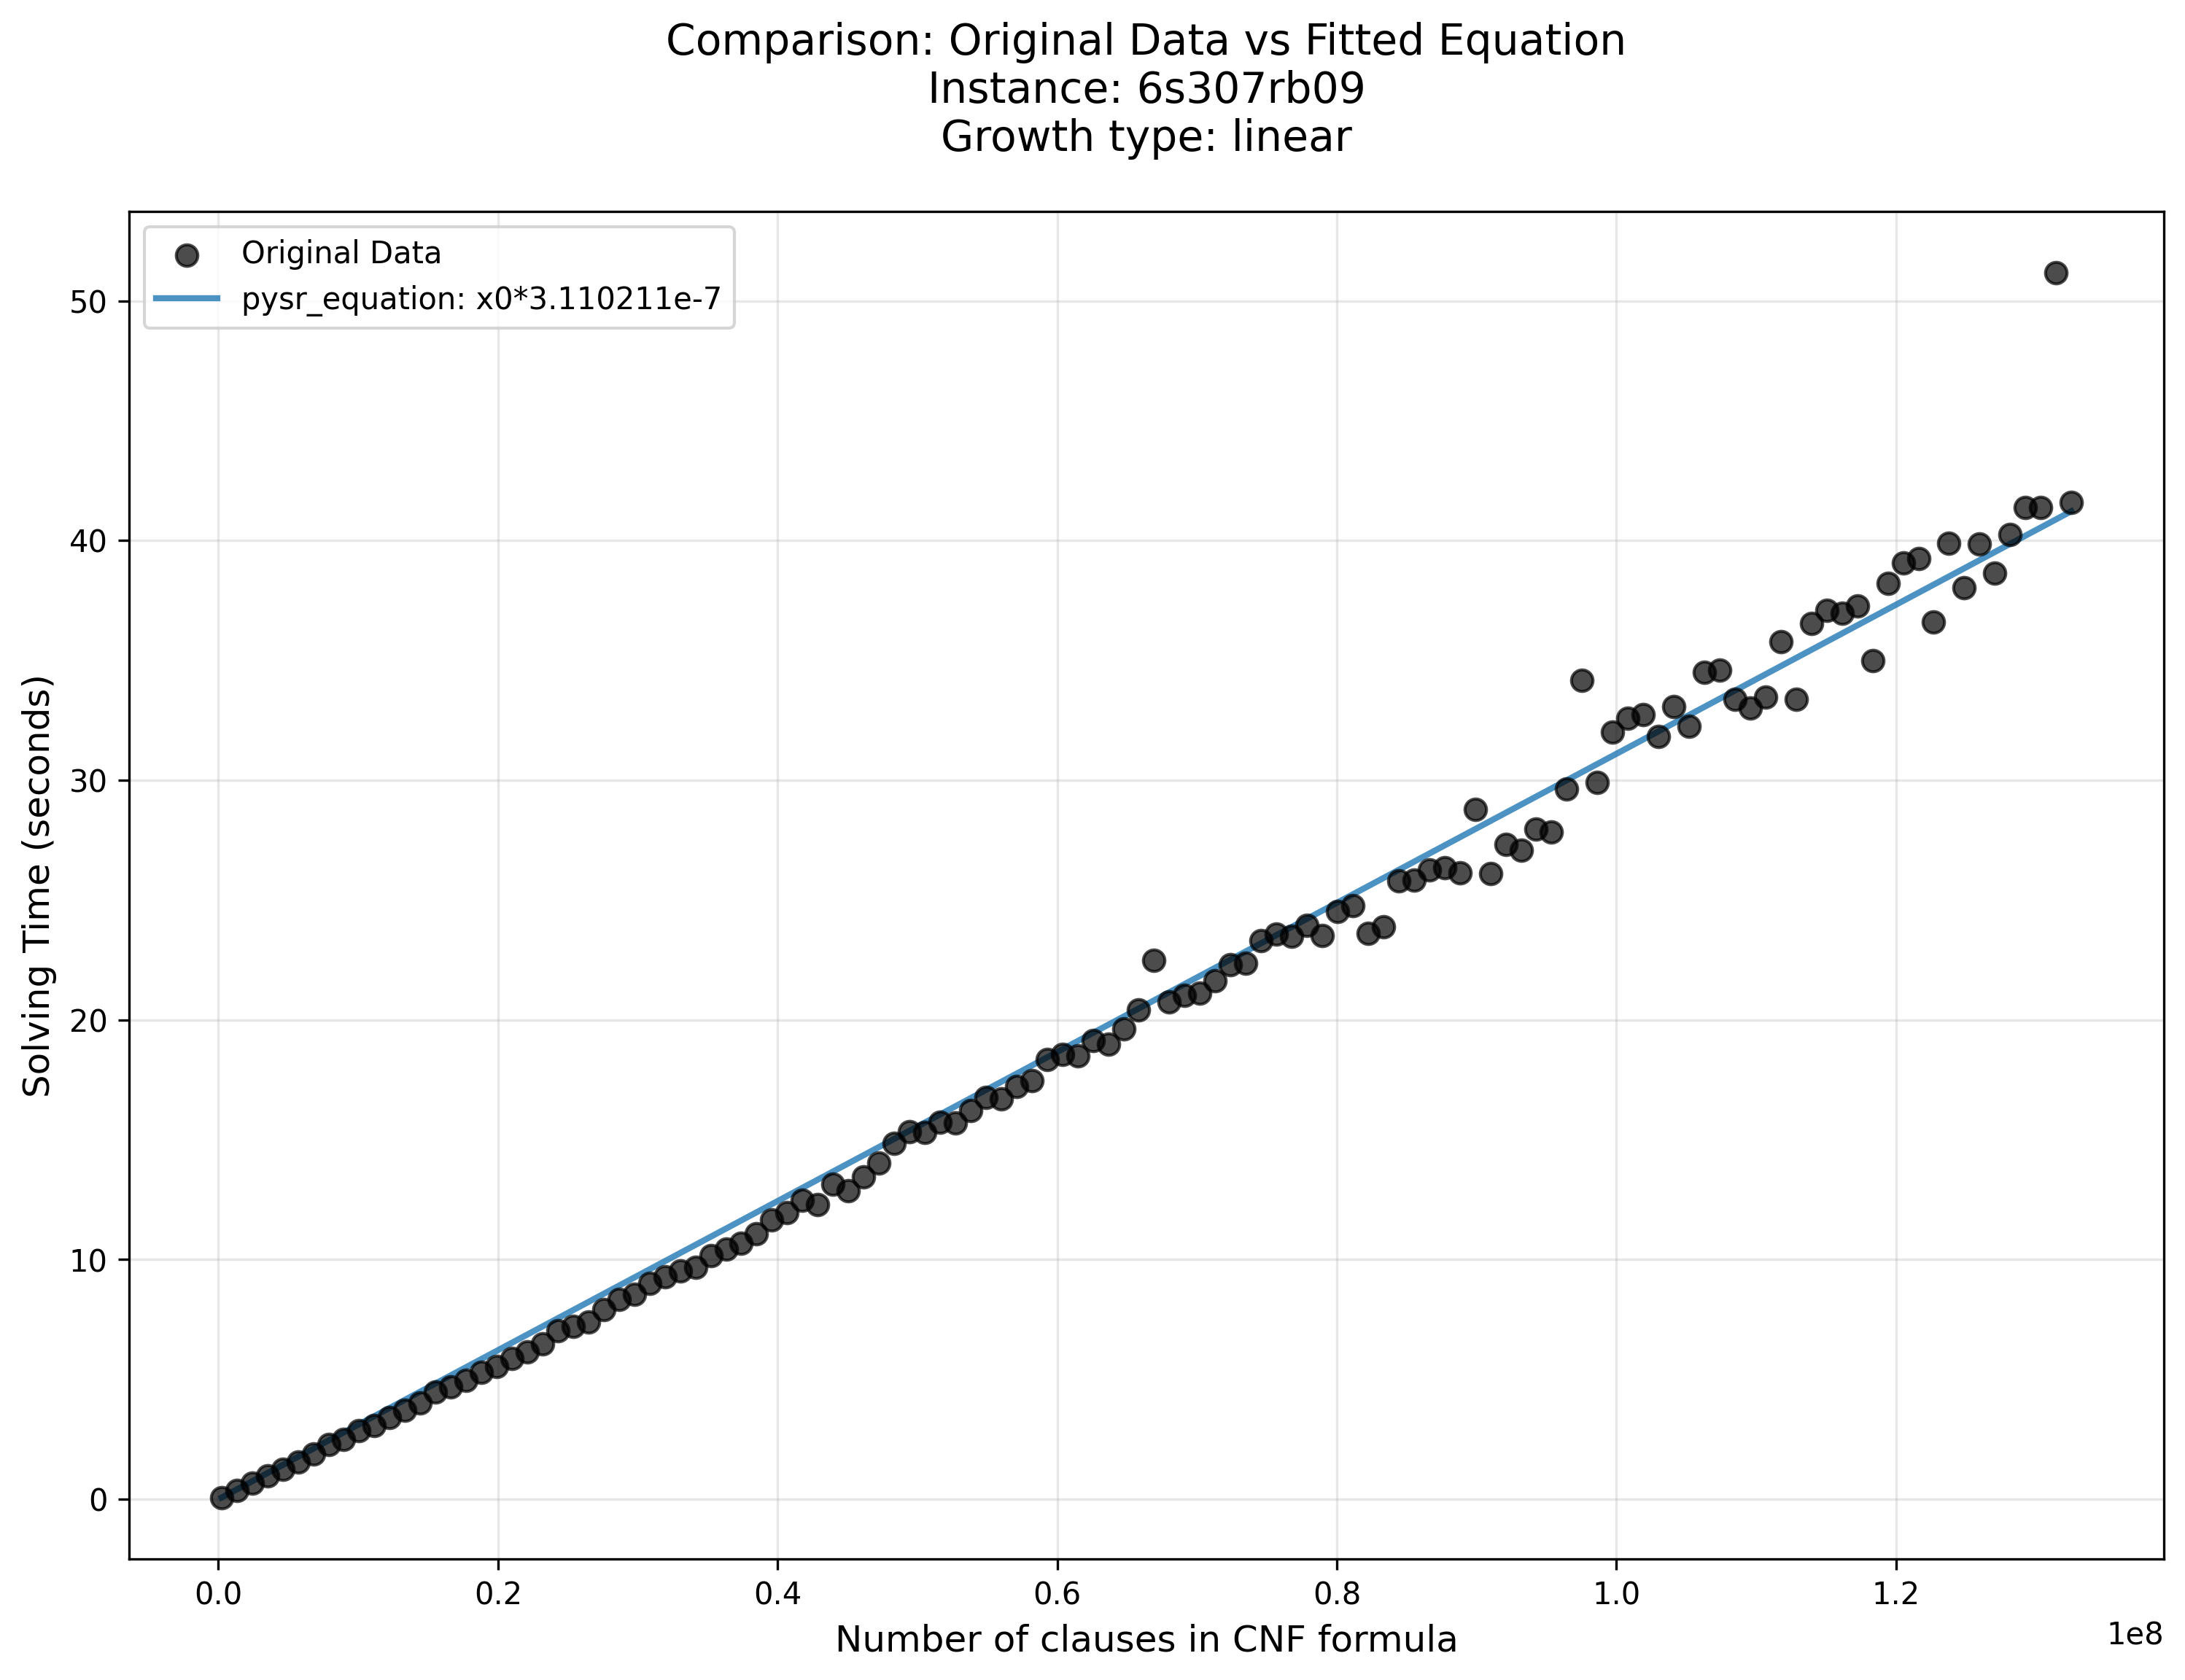 Comparison: Original Data vs Fitted Equation
Instance: 6s307rb09
Growth type: linear
Original Data
pysr_equation: x0*3.110211e-7
50
40
30
20
10
0
Solving Time (seconds)
0.0 0.2 0.4 0.6 0.8 1.0 1.2
1e8
Number of clauses in CNF formula